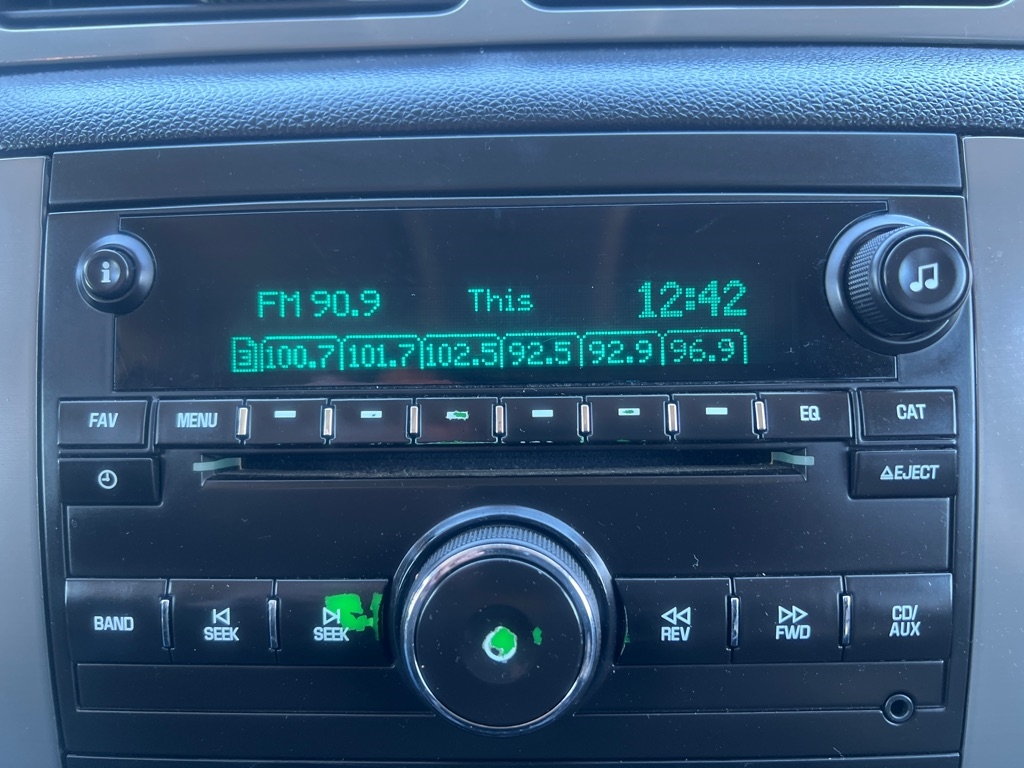 i
FM 90.9 This 12:42
3 100.7 101.7 102.5 92.5 92.9 96.9
FAV MENU EQ CAT
EJECT
BAND SEEK SEEK REV FWD CD/
AUX